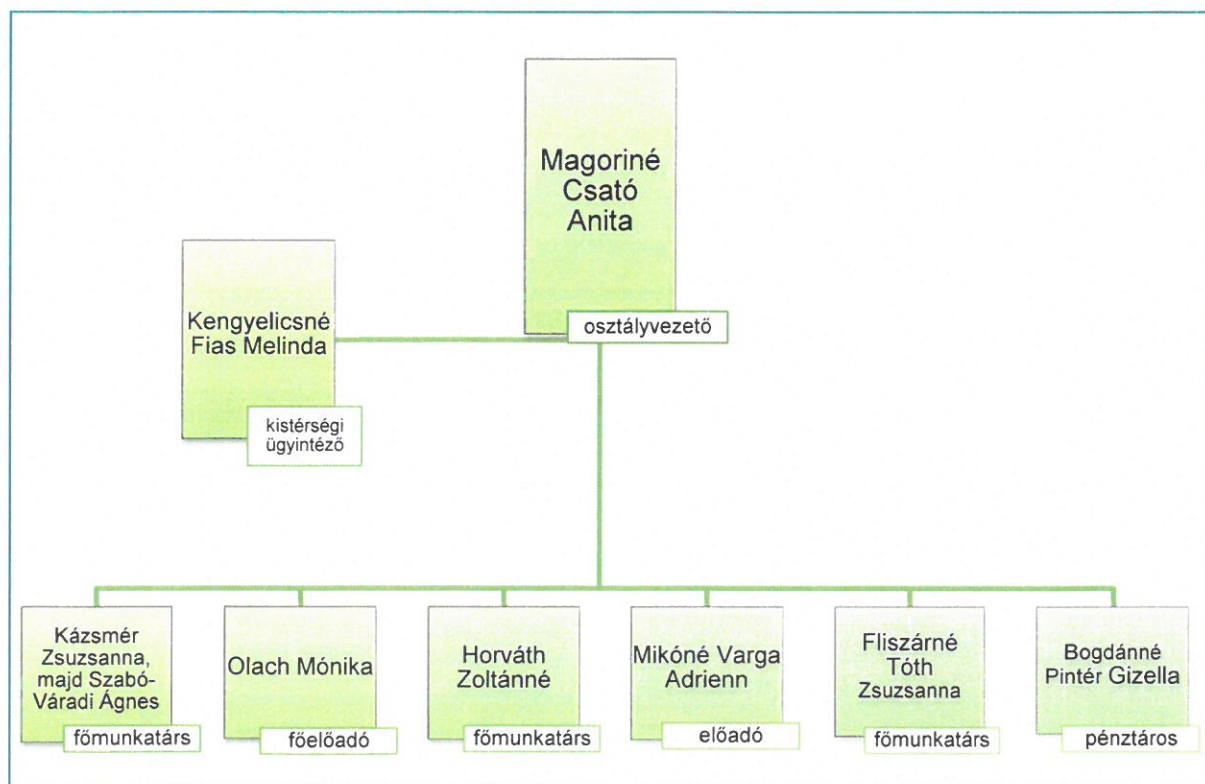 Magoriné
Csató
Anita
osztályvezető
Kengyelicsné
Fias Melinda
kistérségi
ügyintéző
Kázsmér
Zsuzsanna,
majd Szabó-
Váradi Ágnes
főmunkatárs
Olach Mónika
főelőadó
Horváth
Zoltánné
főmunkatárs
Mikóné Varga
Adrienn
előadó
Fliszárné
Tóth
Zsuzsanna
főmunkatárs
Bogdánné
Pintér Gizella
pénztáros